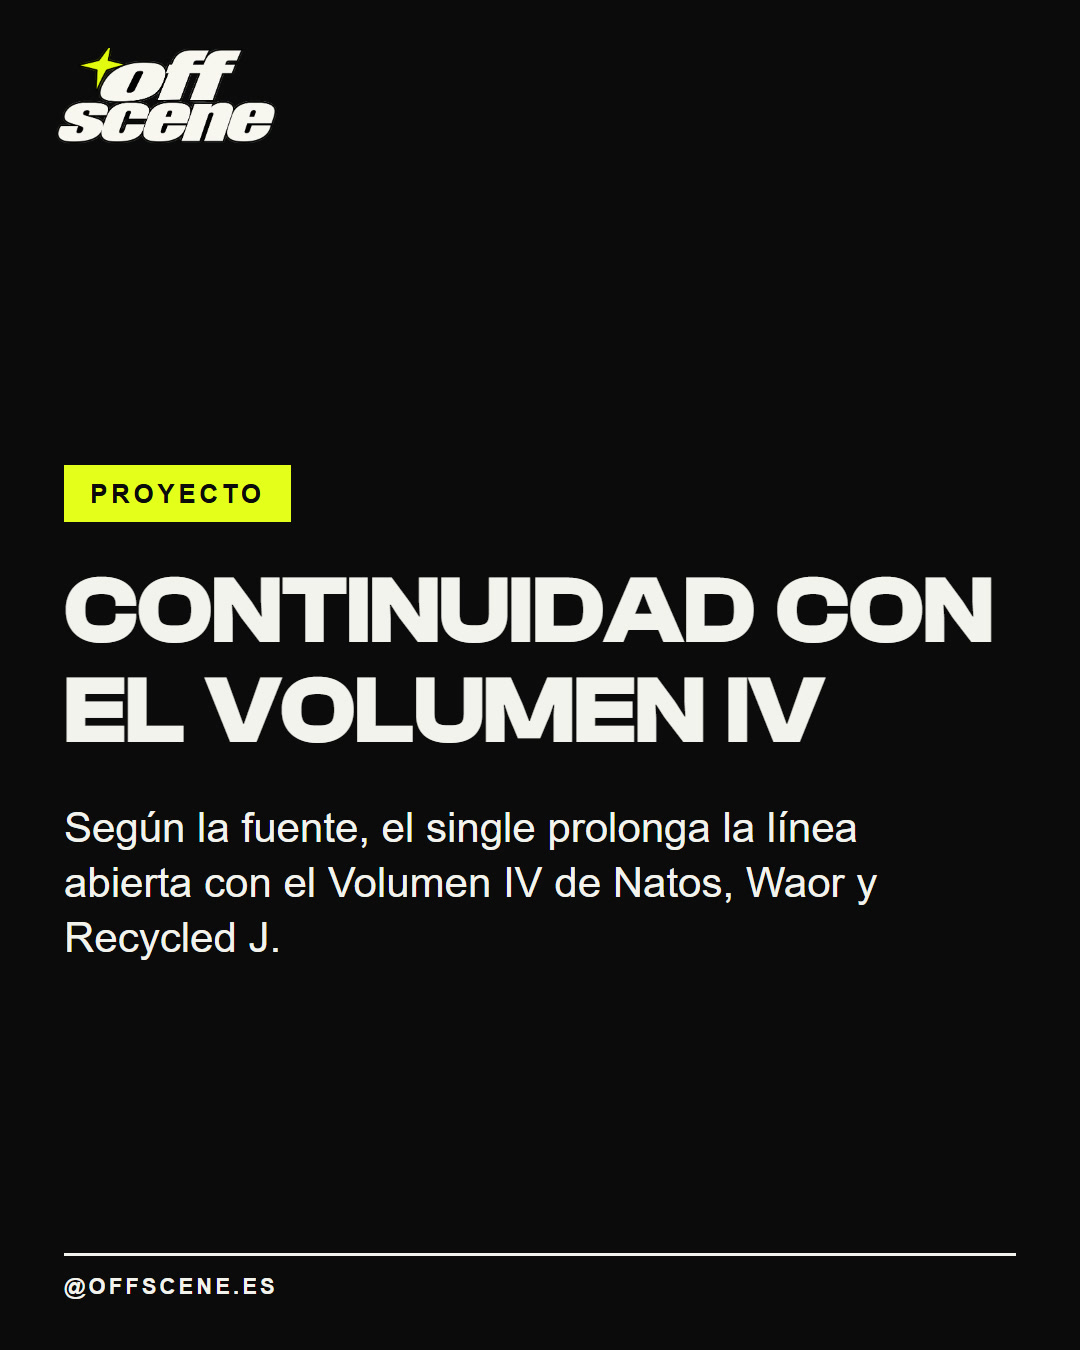 off
scene
PROYECTO
CONTINUIDAD CON
EL VOLUMEN IV
Según la fuente, el single prolonga la línea
abierta con el Volumen IV de Natos, Waor y
Recycled J.
@OFFSCENE.ES